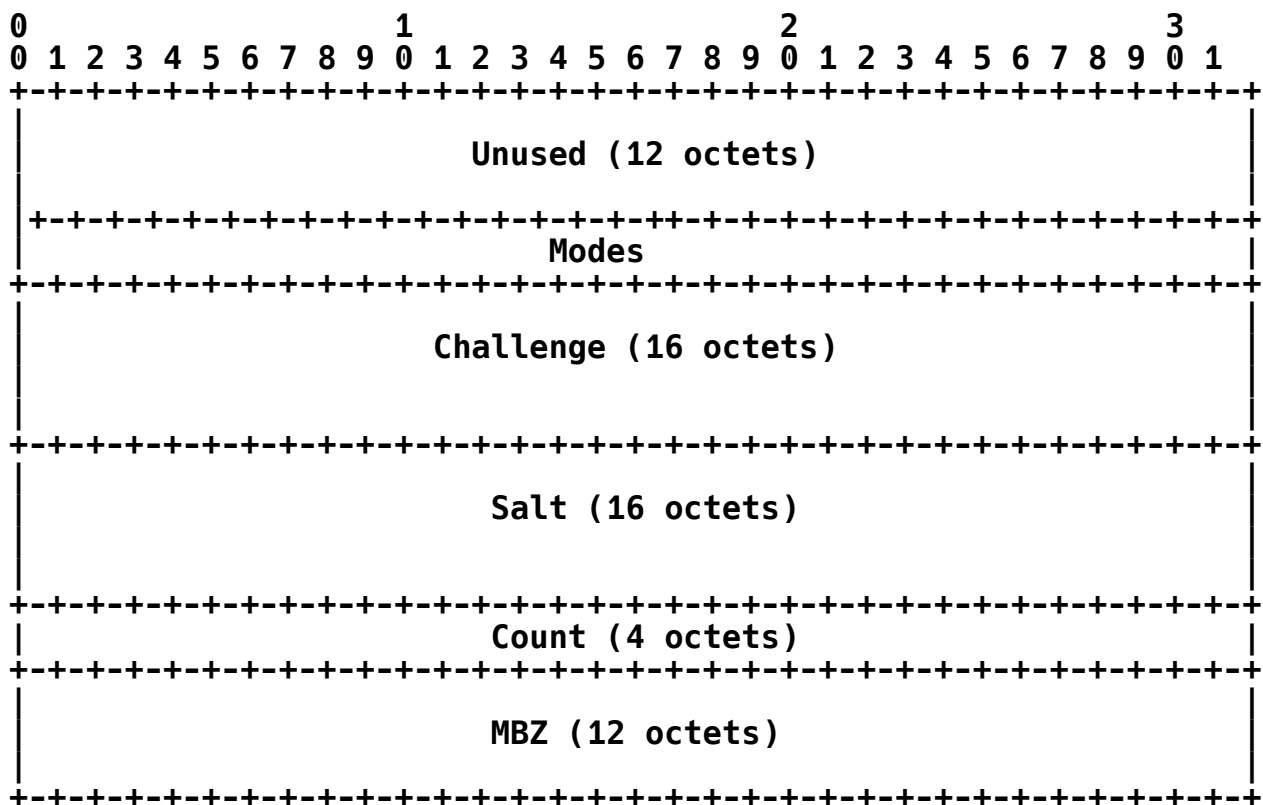 0                   1                   2                   3
0 1 2 3 4 5 6 7 8 9 0 1 2 3 4 5 6 7 8 9 0 1 2 3 4 5 6 7 8 9 0 1
+-+-+-+-+-+-+-+-+-+-+-+-+-+-+-+-+-+-+-+-+-+-+-+-+-+-+-+-+-+-+-+-+
|                                                               |
|                       Unused (12 octets)                      |
|                                                               |
|+-+-+-+-+-+-+-+-+-+-+-+-+-+-+-+-++-+-+-+-+-+-+-+-+-+-+-+-+-+-+-+
|                           Modes                               |
+-+-+-+-+-+-+-+-+-+-+-+-+-+-+-+-+-+-+-+-+-+-+-+-+-+-+-+-+-+-+-+-+
|                                                               |
|                     Challenge (16 octets)                     |
|                                                               |
|                                                               |
+-+-+-+-+-+-+-+-+-+-+-+-+-+-+-+-+-+-+-+-+-+-+-+-+-+-+-+-+-+-+-+-+
|                                                               |
|                        Salt (16 octets)                       |
|                                                               |
|                                                               |
+-+-+-+-+-+-+-+-+-+-+-+-+-+-+-+-+-+-+-+-+-+-+-+-+-+-+-+-+-+-+-+-+
|                        Count (4 octets)                       |
+-+-+-+-+-+-+-+-+-+-+-+-+-+-+-+-+-+-+-+-+-+-+-+-+-+-+-+-+-+-+-+-+
|                                                               |
|                        MBZ (12 octets)                        |
|                                                               |
+-+-+-+-+-+-+-+-+-+-+-+-+-+-+-+-+-+-+-+-+-+-+-+-+-+-+-+-+-+-+-+-+